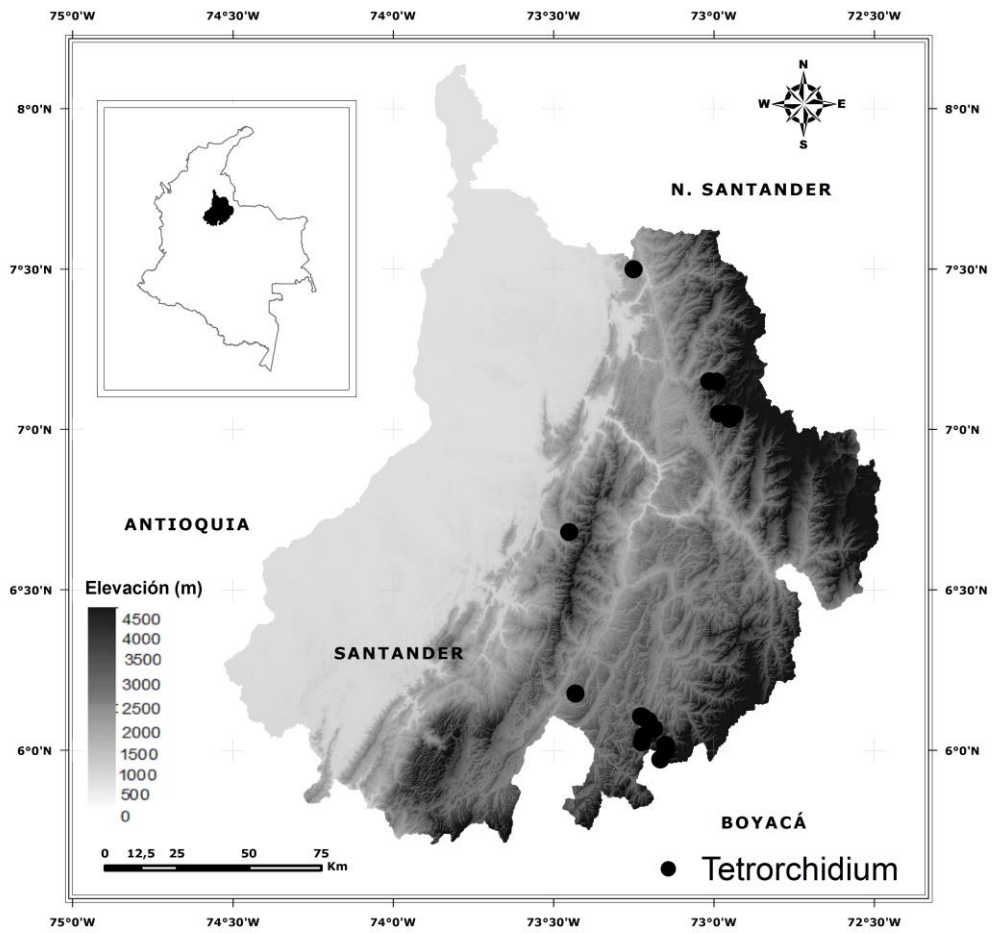 75°0'W 74°30'W 74°0'W 73°30'W 73°0'W 72°30'W
N
W E
S
8°0'N 8°0'N
N. SANTANDER
7°30'N 7°30'N
7°0'N 7°0'N
ANTIOQUIA
Elevación (m)
6°30'N 6°30'N
4500
4000
3500
3000
2500
2000
1500
1000
500
0
SANTANDER
6°0'N 6°0'N
BOYACÁ
0 12,5 25 50 75
Km
Tetrorchidium
75°0'W 74°30'W 74°0'W 73°30'W 73°0'W 72°30'W